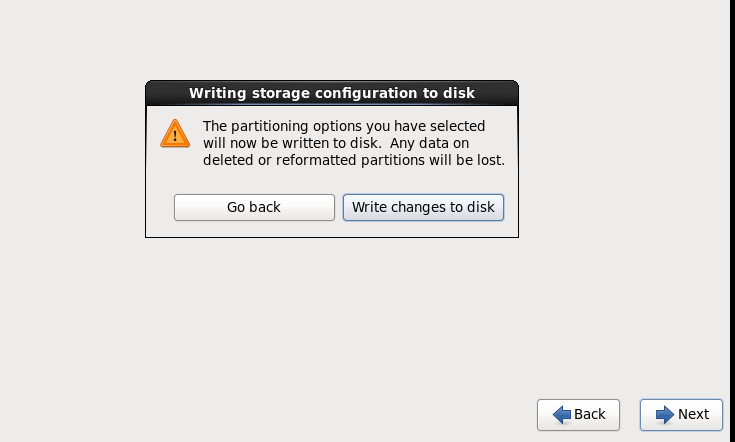 Writing storage configuration to disk
The partitioning options you have selected
will now be written to disk.  Any data on
deleted or reformatted partitions will be lost.
Go back
Write changes to disk
Back
Next